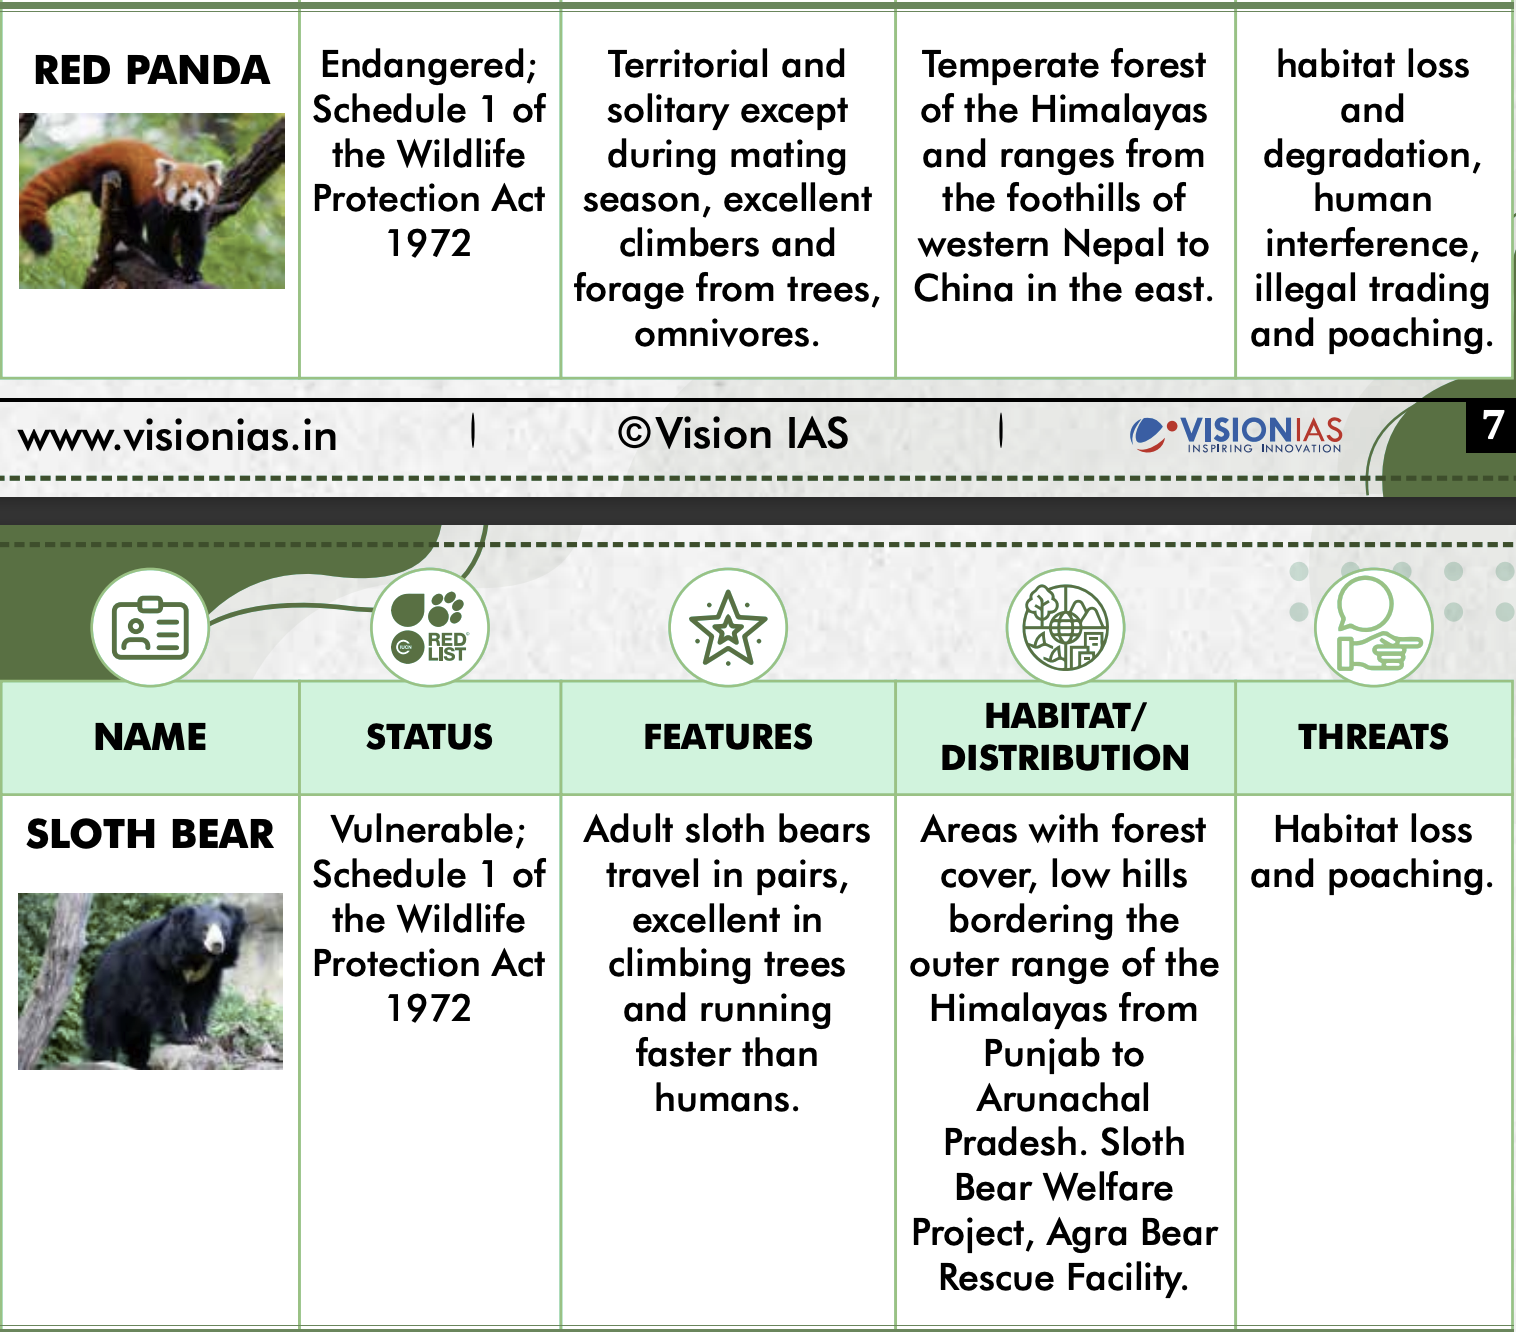 RED PANDA
Endangered;
Schedule 1 of
the Wildlife
Protection Act
1972
Territorial and
solitary except
during mating
season, excellent
climbers and
forage from trees,
omnivores.
Temperate forest
of the Himalayas
and ranges from
the foothills of
western Nepal to
China in the east.
habitat loss
and
degradation,
human
interference,
illegal trading
and poaching.
www.visionias.in
©Vision IAS
VISIONIAS
INSPIRING INNOVATION
7
IUCN
RED
LIST
NAME
STATUS
FEATURES
HABITAT/
DISTRIBUTION
THREATS
SLOTH BEAR
Vulnerable;
Schedule 1 of
the Wildlife
Protection Act
1972
Adult sloth bears
travel in pairs,
excellent in
climbing trees
and running
faster than
humans.
Areas with forest
cover, low hills
bordering the
outer range of the
Himalayas from
Punjab to
Arunachal
Pradesh. Sloth
Bear Welfare
Project, Agra Bear
Rescue Facility.
Habitat loss
and poaching.